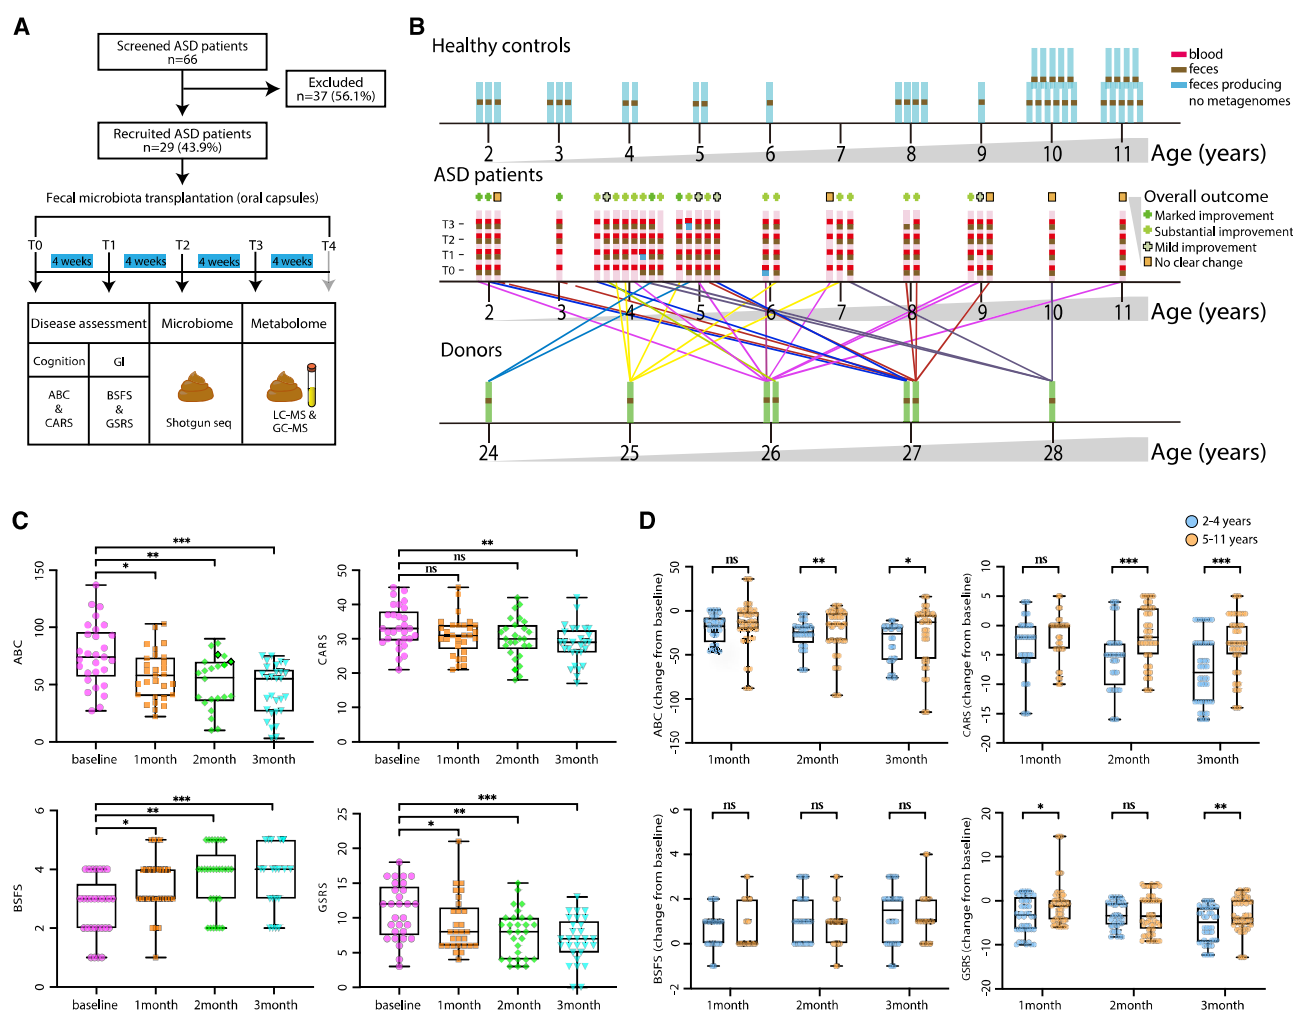 A
Screened ASD patients
n=66
Excluded
n=37 (56.1%)
Recruited ASD patients
n=29 (43.9%)
Fecal microbiota transplantation (oral capsules)
T0 T1 T2 T3 T4
4 weeks 4 weeks 4 weeks 4 weeks
Disease assessment Microbiome Metabolome
Cognition GI
ABC
&
CARS
BSFS
&
GSRS
Shotgun seq
LC-MS &
GC-MS
B
Healthy controls
blood
feces
feces producing
no metagenomes
2 3 4 5 6 7 8 9 10 11 Age (years)
ASD patients
Overall outcome
Marked improvement
Substantial improvement
Mild improvement
No clear change
T3
T2
T1
T0
2 3 4 5 6 7 8 9 10 11 Age (years)
Donors
24 25 26 27 28 Age (years)
C
***
**
*
ABC
150
100
50
0
baseline 1month 2month 3month
**
ns
ns
CARS
50
40
30
20
10
0
baseline 1month 2month 3month
***
**
*
BSFS
6
4
2
0
baseline 1month 2month 3month
***
**
*
GSRS
25
20
15
10
5
0
baseline 1month 2month 3month
D
2-4 years
5-11 years
ns ** *
ABC (change from baseline)
50
0
-50
-100
-150
1month 2month 3month
ns *** ***
CARS (change from baseline)
10
5
0
-5
-10
-15
-20
1month 2month 3month
ns ns ns
BSFS (change from baseline)
6
4
2
0
-2
1month 2month 3month
* ns **
GSRS (change from baseline)
20
10
0
-10
-20
1month 2month 3month